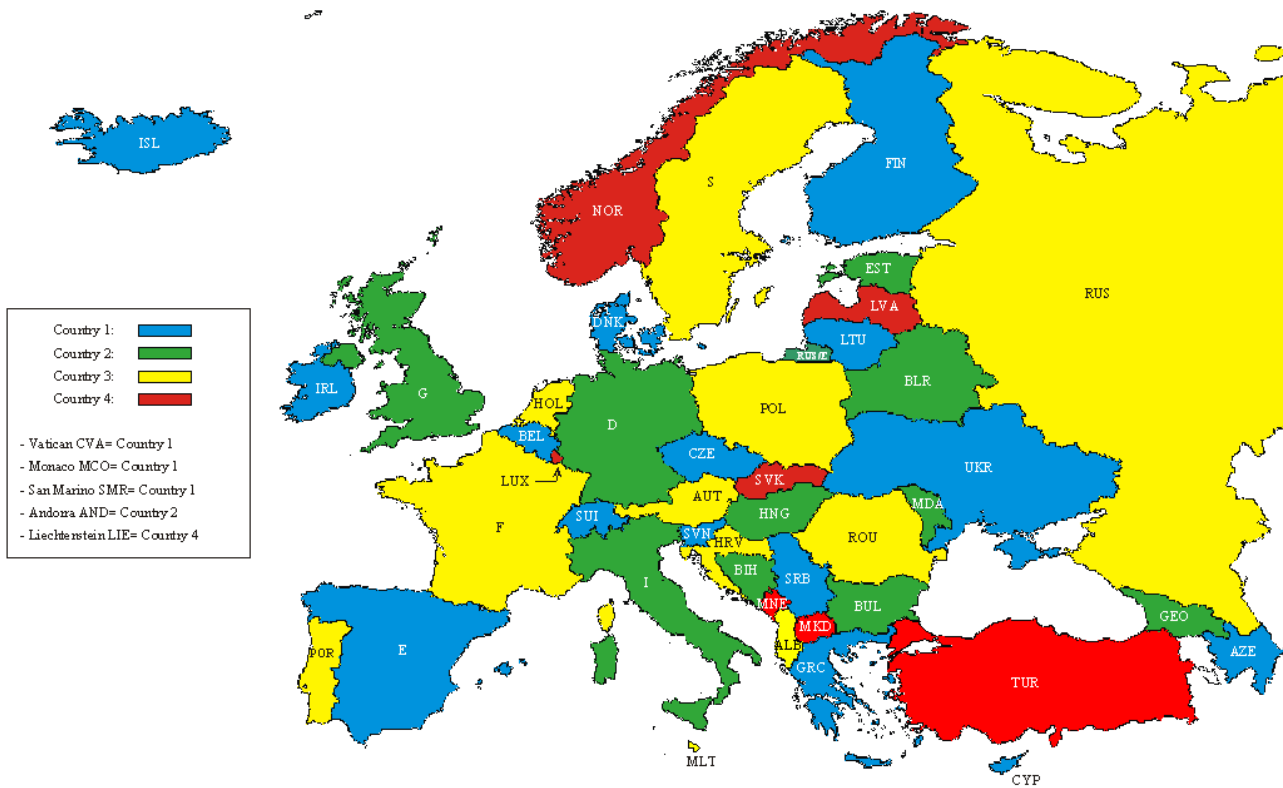 ISL
FIN
S
NOR
EST
RUS
LVA
DNK
LTU
IRL
G
BLR
HOL
POL
D
BEL
CZE
UKR
LUX
SVK
AUT
HNG
MDA
SUI
F
SVN
HRV
ROU
BIH
SRB
I
MNE
BUL
MKD
GEO
POR
E
ALB
GRC
AZE
TUR
MLT
CYP
Country 1:
Country 2:
Country 3:
Country 4:
- Vatican CVA= Country 1
- Monaco MCO= Country 1
- San Marino SMR= Country 1
- Andorra AND= Country 2
- Liechtenstein LIE= Country 4